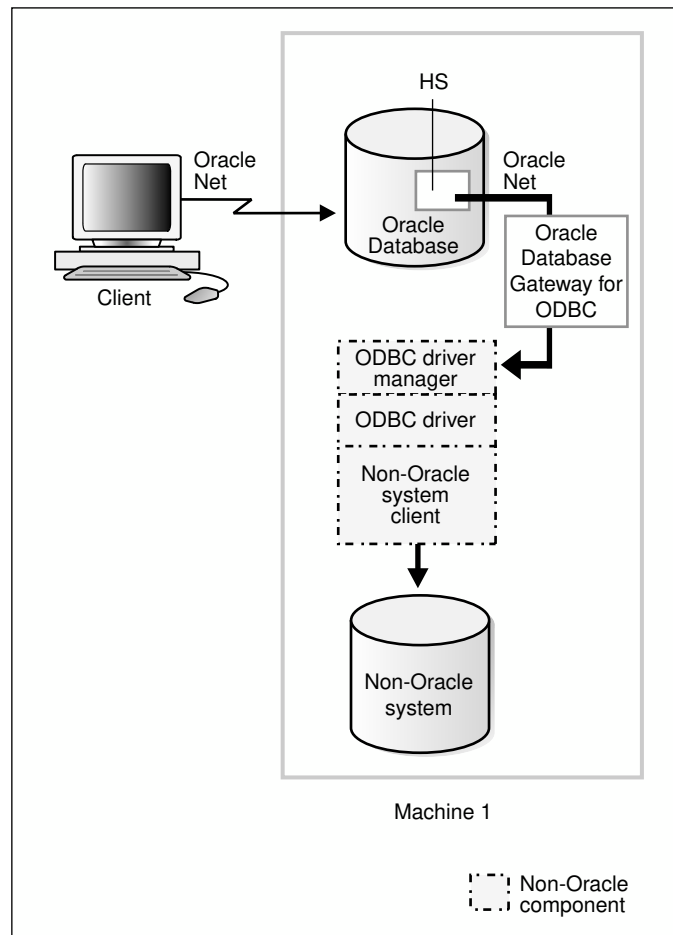 HS
Oracle
Net
Oracle
Net
Client
Oracle
Database
Oracle
Database
Gateway for
ODBC
ODBC driver
manager
ODBC driver
Non-Oracle
system
client
Non-Oracle
system
Machine 1
Non-Oracle
component